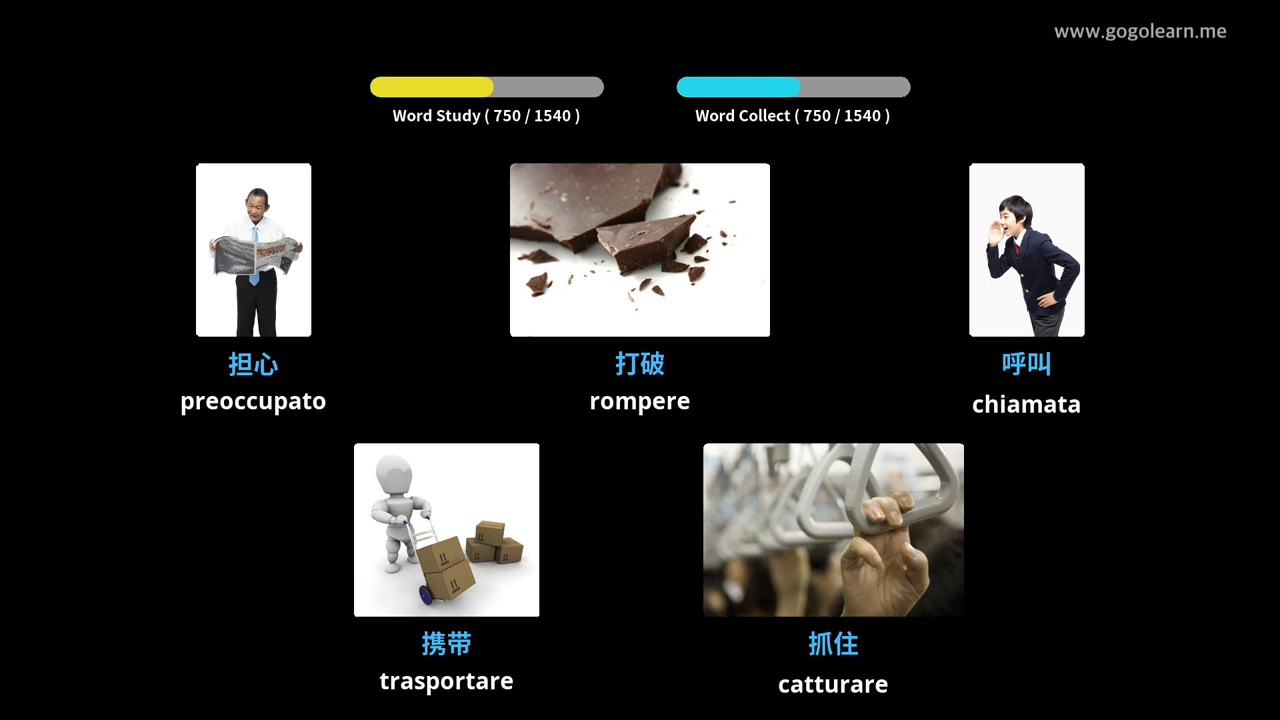 www.gogolearn.me
Word Study ( 750 / 1540 )
Word Collect ( 750 / 1540 )
担心
preoccupato
打破
rompere
呼叫
chiamata
携带
trasportare
抓住
catturare